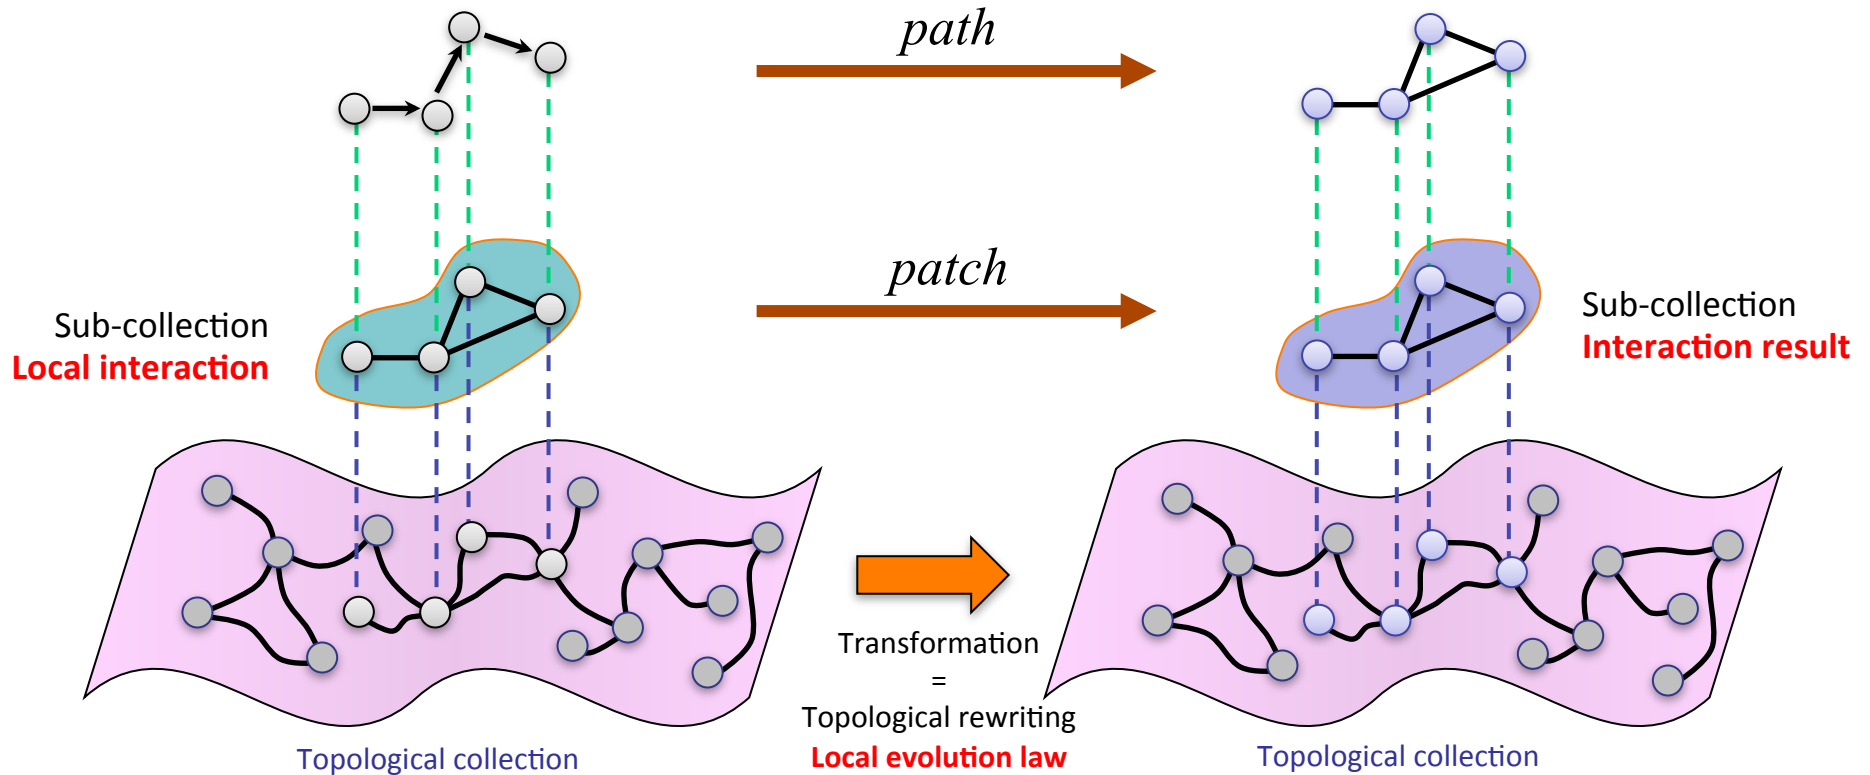 path
patch
Sub-collection
Local interaction
Sub-collection
Interaction result
Transformation
=
Topological rewriting
Local evolution law
Topological collection
Topological collection